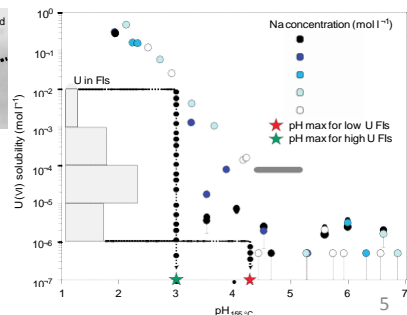 d
Na concentration (mol l⁻¹)
U in FIs
pH max for low U FIs
pH max for high U FIs
U (VI) solubility (mol l⁻¹)
10⁰
10⁻¹
10⁻²
10⁻³
10⁻⁴
10⁻⁵
10⁻⁶
10⁻⁷
1 2 3 4 5 6 7
pH₁₅₅ °C
5